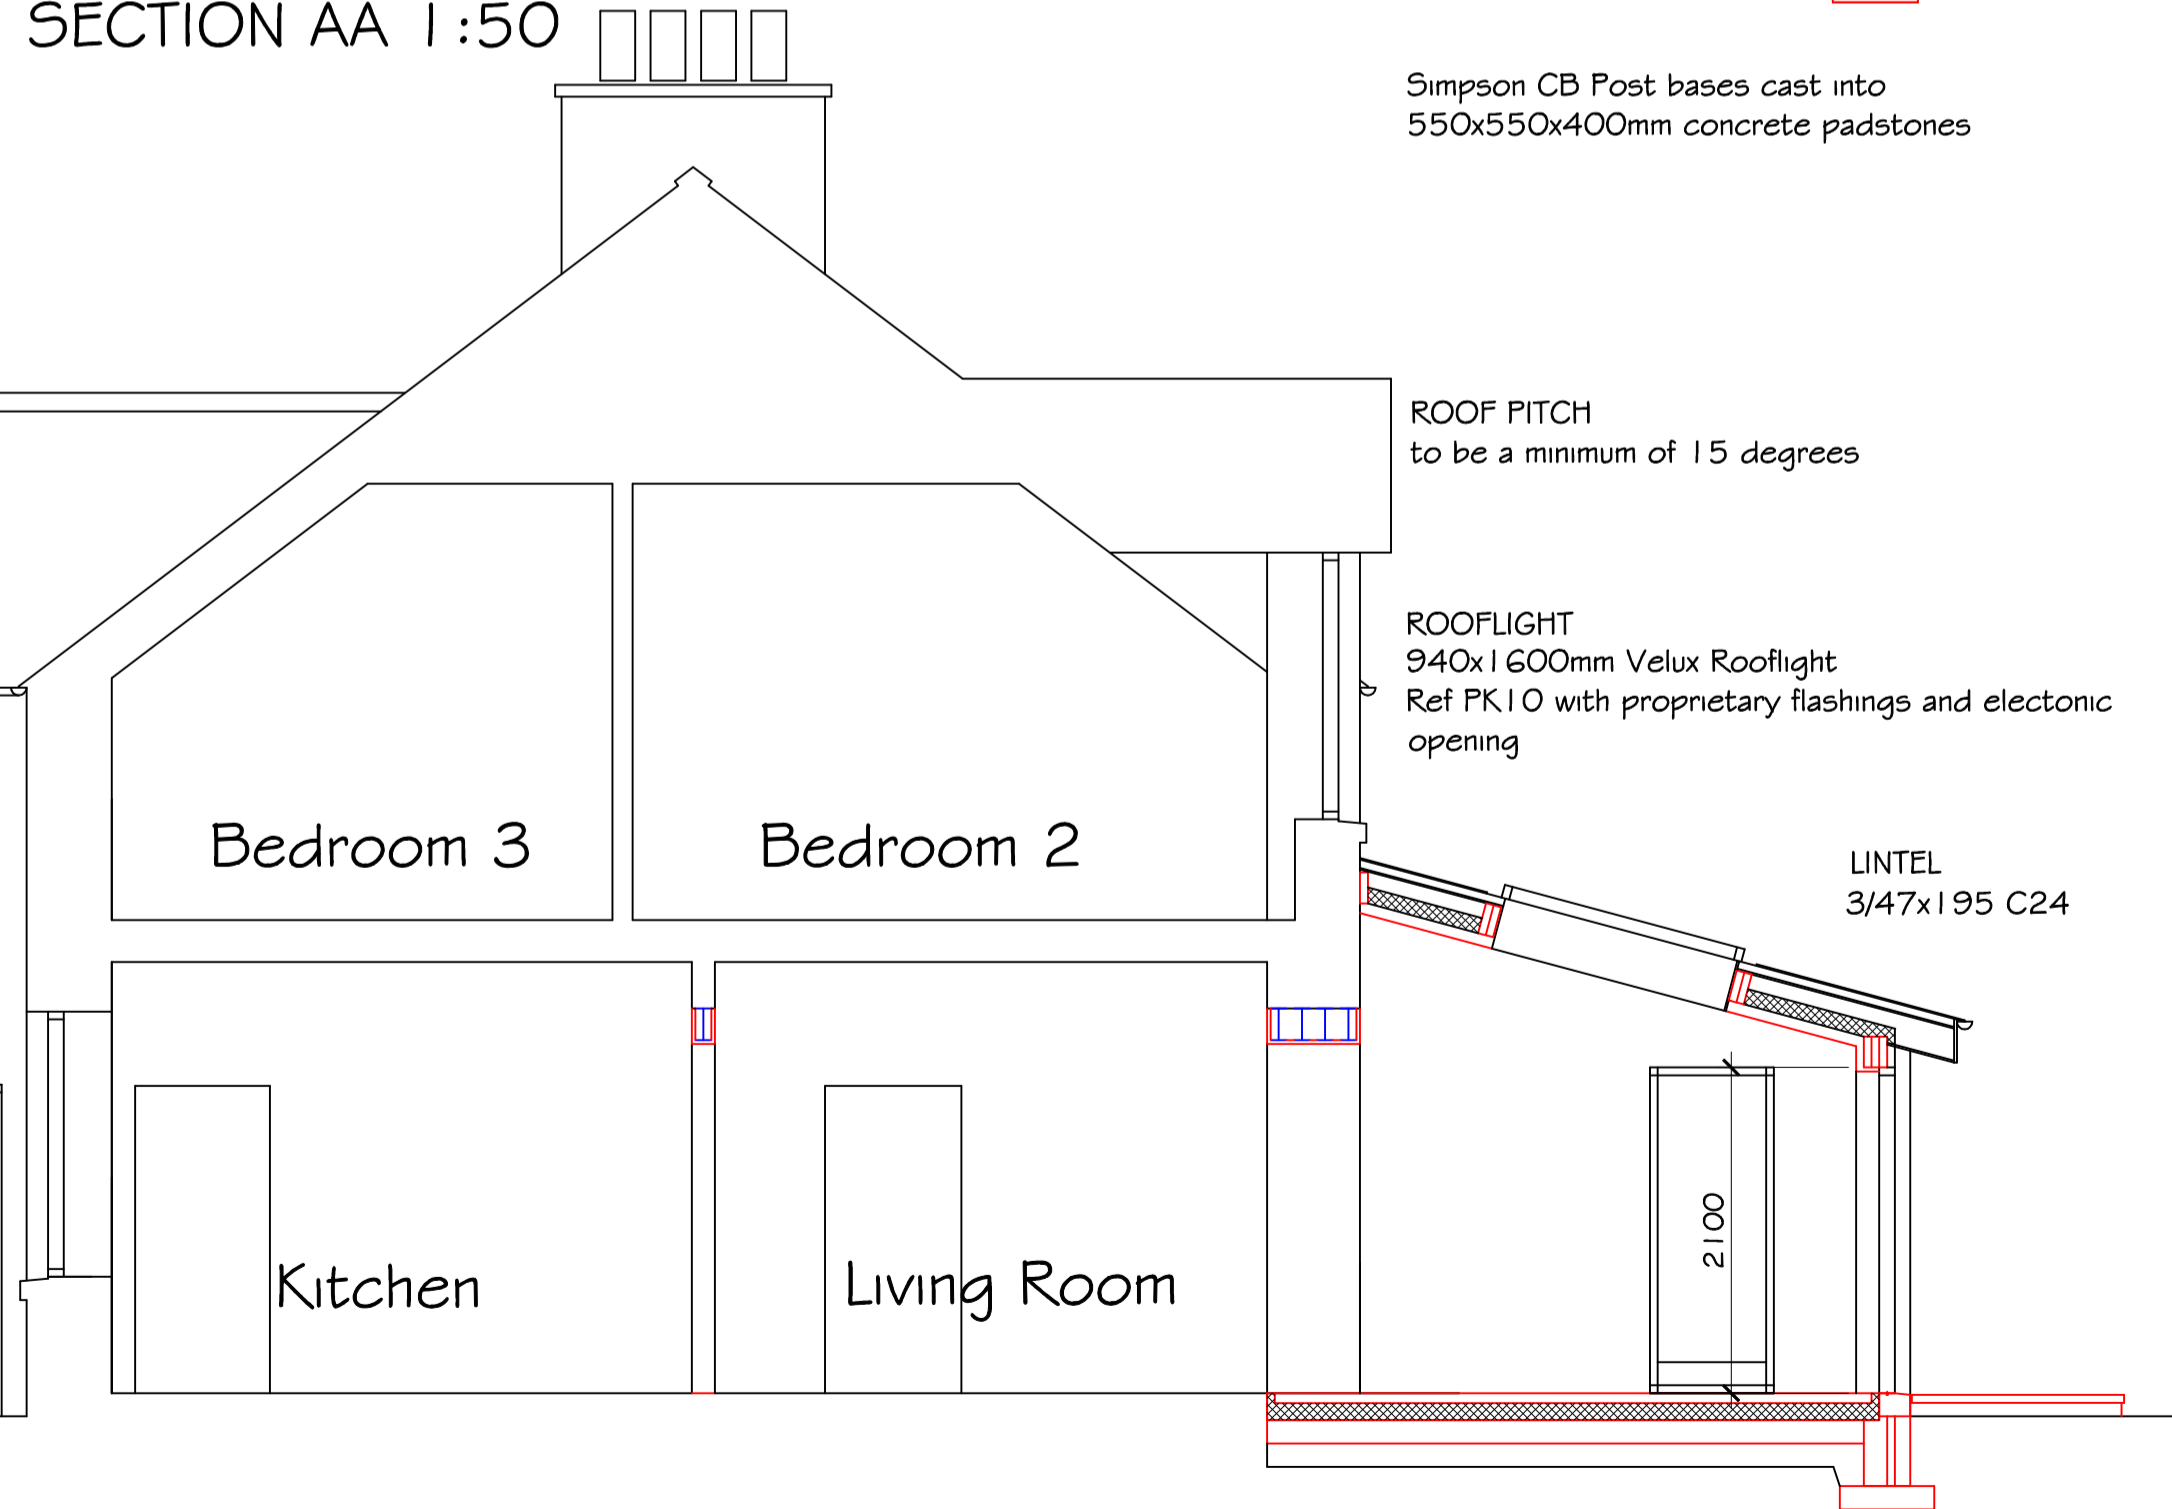 SECTION AA 1:50
Simpson CB Post bases cast into
550x550x400mm concrete padstones
ROOF PITCH
to be a minimum of 15 degrees
ROOFLIGHT
940x1600mm Velux Rooflight
Ref PK10 with proprietary flashings and electonic
opening
Bedroom 3
Bedroom 2
LINTEL
3/47x195 C24
2100
Kitchen
Living Room